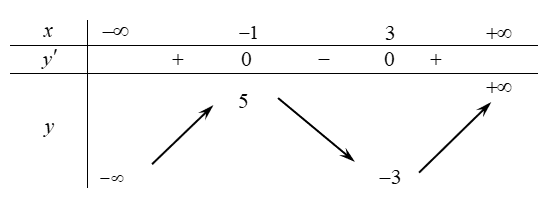 x −∞ −1 3 +∞
y′ + 0 − 0 +
+∞
5
y
−∞ −3